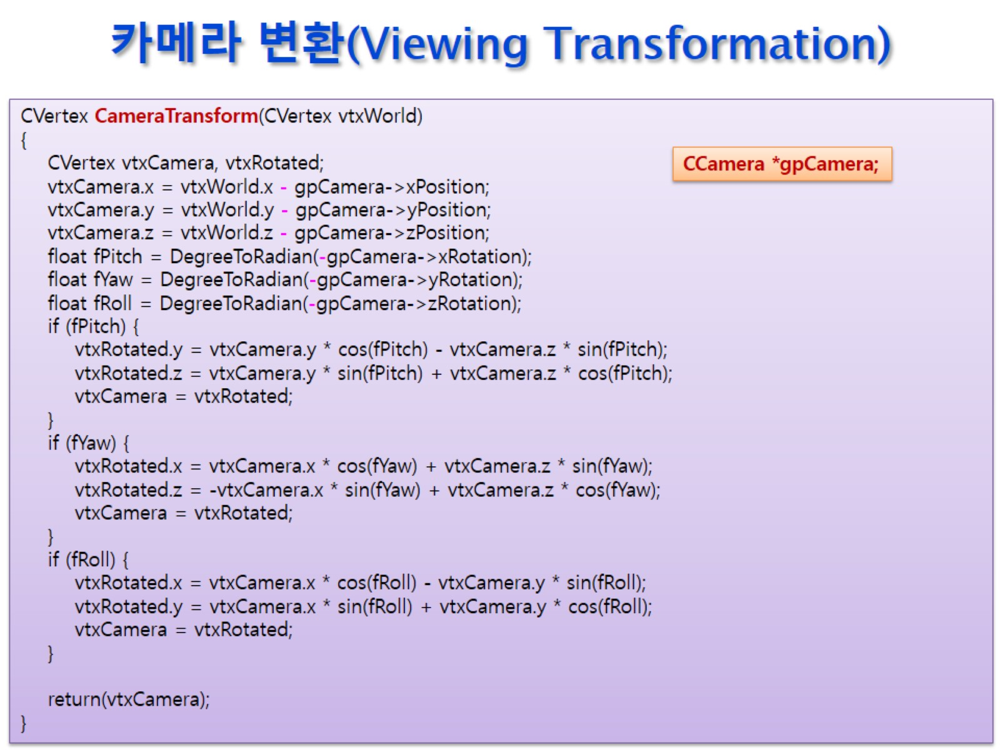 카메라 변환(Viewing Transformation)
CVertex CameraTransform(CVertex vtxWorld)
{
CCamera *gpCamera;
CVertex vtxCamera, vtxRotated;
vtxCamera.x = vtxWorld.x - gpCamera->xPosition;
vtxCamera.y = vtxWorld.y - gpCamera->yPosition;
vtxCamera.z = vtxWorld.z - gpCamera->zPosition;
float fPitch = DegreeToRadian(-gpCamera->xRotation);
float fYaw = DegreeToRadian(-gpCamera->yRotation);
float fRoll = DegreeToRadian(-gpCamera->zRotation);
if (fPitch) {
vtxRotated.y = vtxCamera.y * cos(fPitch) - vtxCamera.z * sin(fPitch);
vtxRotated.z = vtxCamera.y * sin(fPitch) + vtxCamera.z * cos(fPitch);
vtxCamera = vtxRotated;
}
if (fYaw) {
vtxRotated.x = vtxCamera.x * cos(fYaw) + vtxCamera.z * sin(fYaw);
vtxRotated.z = -vtxCamera.x * sin(fYaw) + vtxCamera.z * cos(fYaw);
vtxCamera = vtxRotated;
}
if (fRoll) {
vtxRotated.x = vtxCamera.x * cos(fRoll) - vtxCamera.y * sin(fRoll);
vtxRotated.y = vtxCamera.x * sin(fRoll) + vtxCamera.y * cos(fRoll);
vtxCamera = vtxRotated;
}
return(vtxCamera);
}